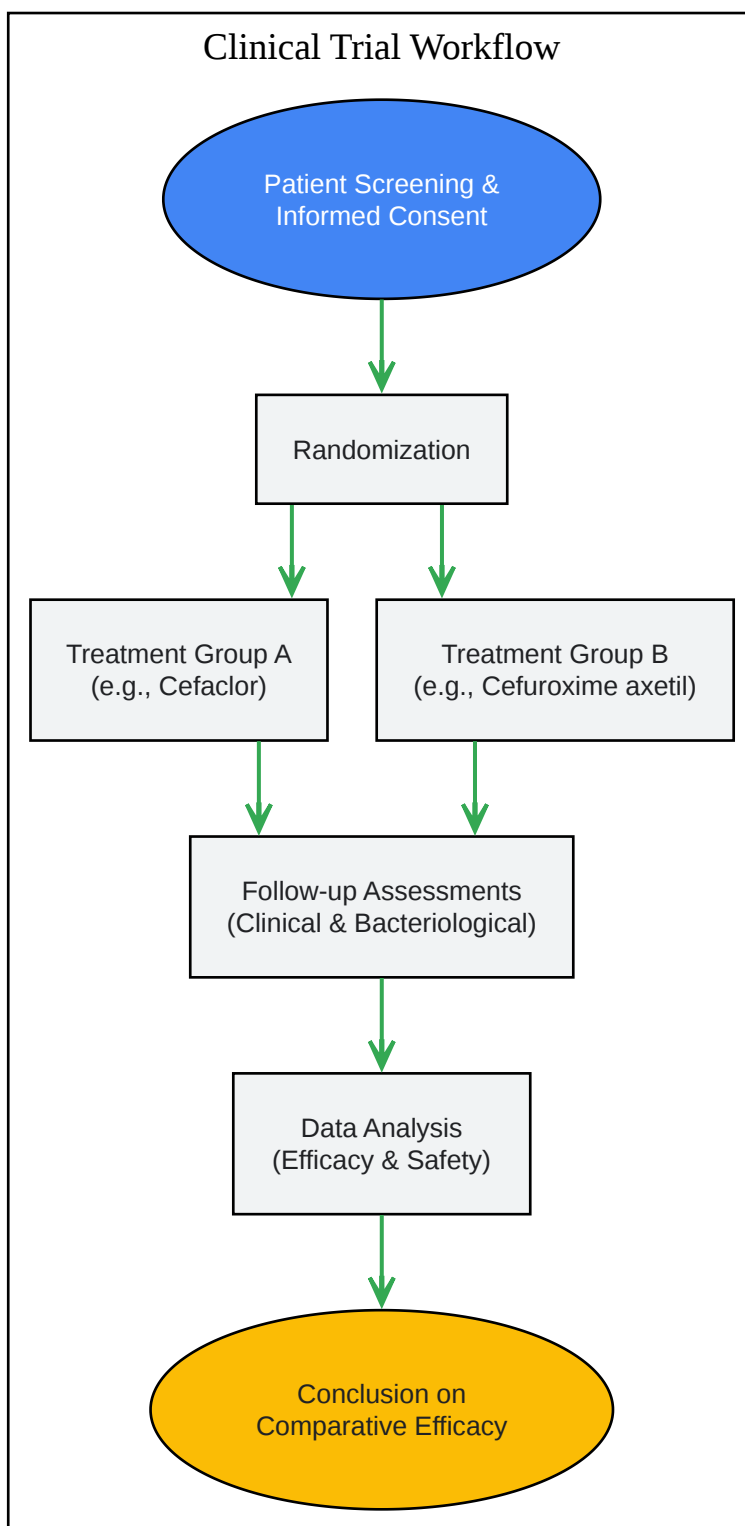 Clinical Trial Workflow
Patient Screening &
Informed Consent
Randomization
Treatment Group A
(e.g., Cefaclor)
Treatment Group B
(e.g., Cefuroxime axetil)
Follow-up Assessments
(Clinical & Bacteriological)
Data Analysis
(Efficacy & Safety)
Conclusion on
Comparative Efficacy